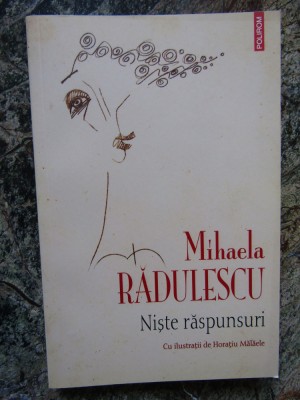 POLIROM
Mihaela
RĂDULESCU
Niște răspunsuri
Cu ilustrații de Horațiu Mălăele